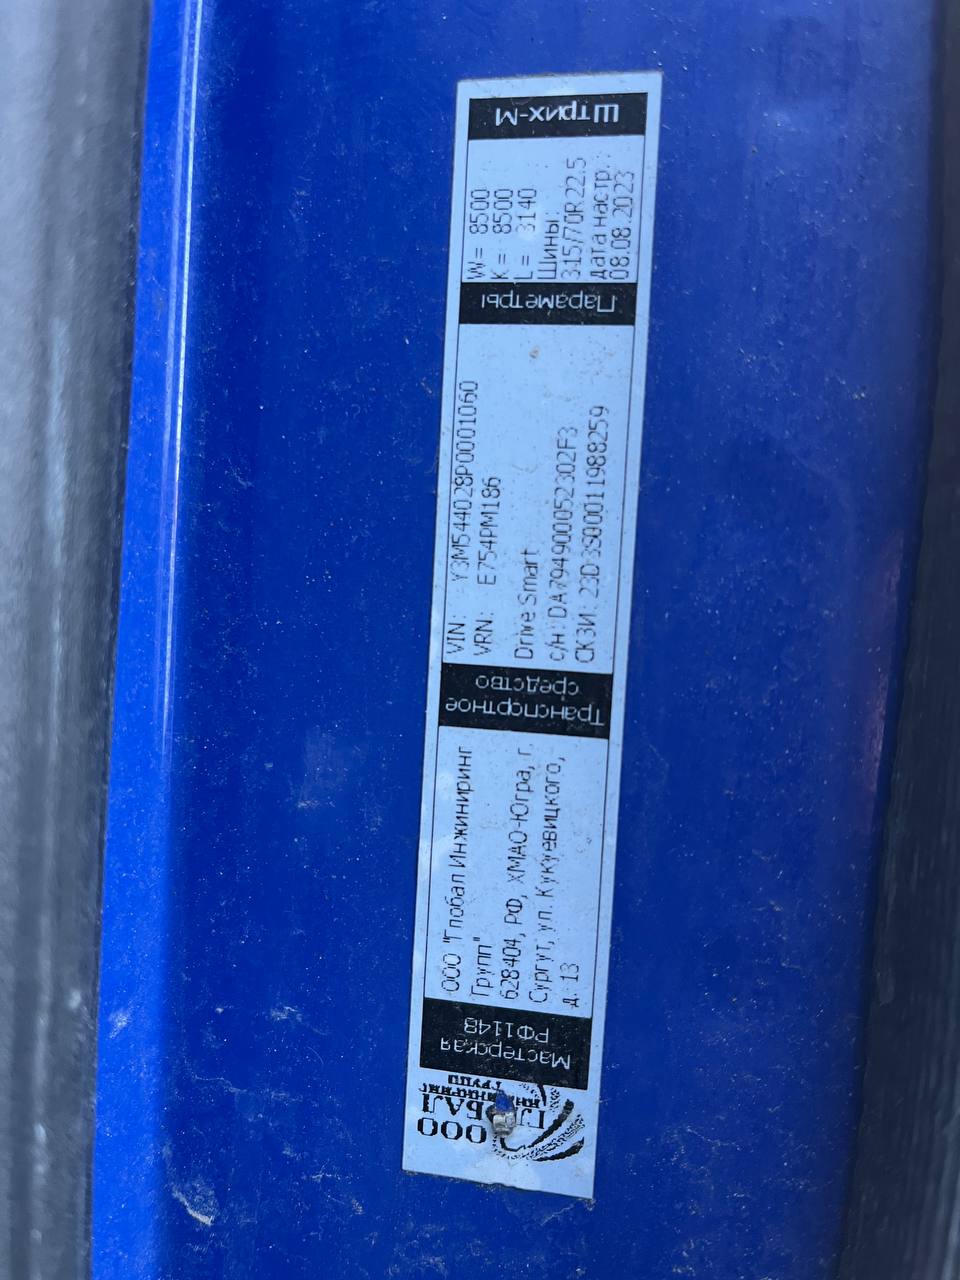 ООО
ГЛОБАЛ
ИНЖИНИРИНГ
ГРУПП
Мастерская
РФ1148
ООО "Глобал Инжиниринг
Групп"
628404, РФ, ХМАО-Югра, г.
Сургут, ул. Кукуевицкого,
д. 13
Транспортное
средство
VIN: Y3M544028P0001060
VRN: E754PM186
Drive Smart
с/н: DA7949000052302F3
СКЗИ: 23D3S00011988259
Параметры
W = 8500
K = 8500
L = 3140
Шины:
315/70R 22.5
Дата настр.:
08.08.2023
Штрих-М